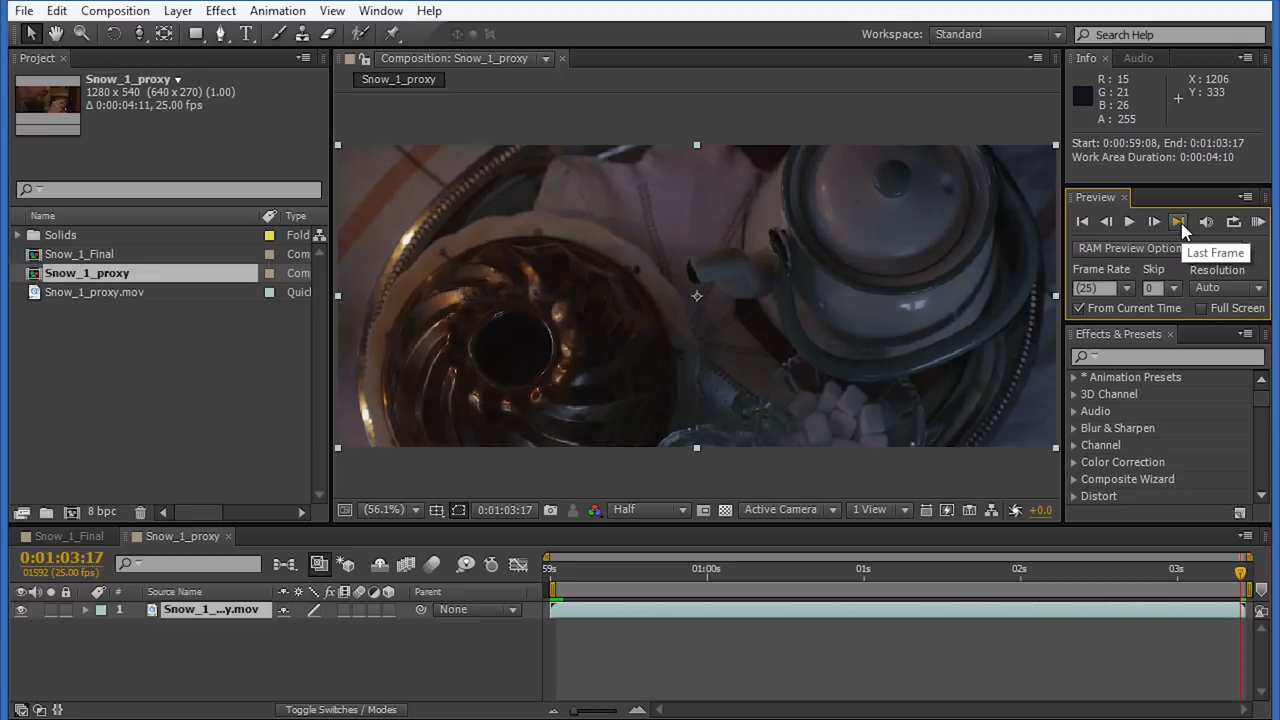 File Edit Composition Layer Effect Animation View Window Help
Workspace: Standard Search Help
Project
Snow_1_proxy
1280 x 540 (640 x 270) (1.00)
Δ 0:00:04:11, 25.00 fps)
Name Type
Solids Fold
Snow_1_Final Com
Snow_1_proxy Com
Snow_1_proxy.mov Quic
8 bpc
Composition: Snow_1_proxy
Snow_1_proxy
(56.1%) 0:01:03:17 Half Active Camera 1 View +0.0
Info Audio
R : 15 X : 1206
G : 21 Y : 333
B : 26
A : 255
Start: 0:00:59:08, End: 0:01:03:17
Work Area Duration: 0:00:04:10
Preview
RAM Preview Option
Last Frame
Frame Rate Skip Resolution
(25) 0 Auto
From Current Time Full Screen
Effects & Presets
* Animation Presets
3D Channel
Audio
Blur & Sharpen
Channel
Color Correction
Composite Wizard
Distort
Snow_1_Final Snow_1_proxy
0:01:03:17
01592 (25.00 fps)
# Source Name fx Parent
1 Snow_1_...y.mov None
59s 01:00s 01s 02s 03s
Toggle Switches / Modes